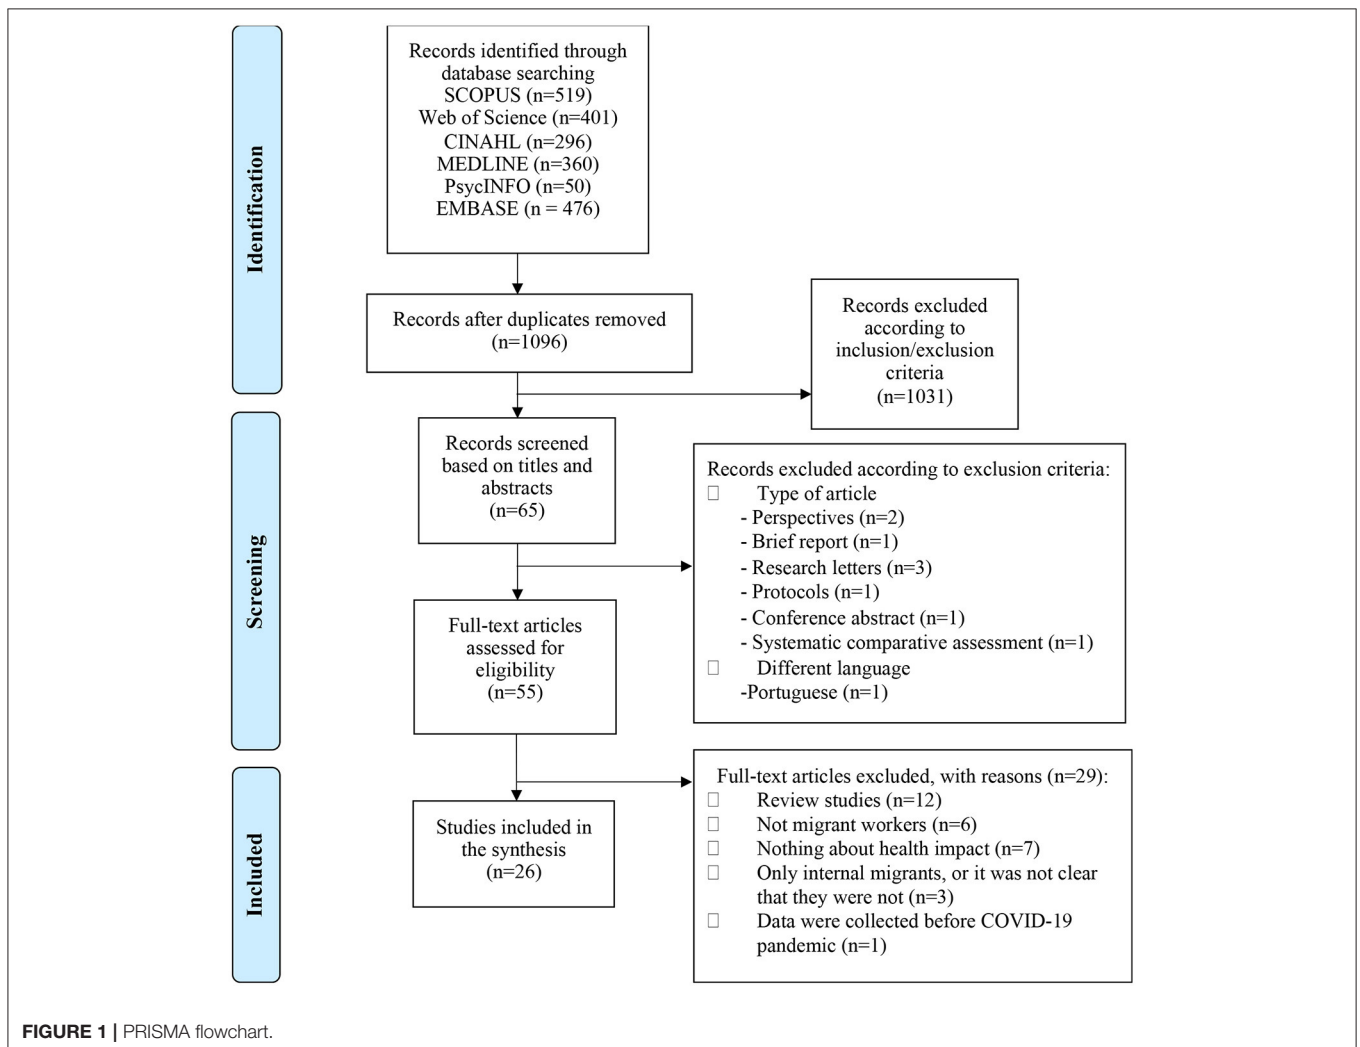 Identification
Records identified through
database searching
SCOPUS (n=519)
Web of Science (n=401)
CINAHL (n=296)
MEDLINE (n=360)
PsycINFO (n=50)
EMBASE (n = 476)
Records after duplicates removed
(n=1096)
Records excluded
according to
inclusion/exclusion
criteria
(n=1031)
Screening
Records screened
based on titles and
abstracts
(n=65)
Records excluded according to exclusion criteria:
Type of article
- Perspectives (n=2)
- Brief report (n=1)
- Research letters (n=3)
- Protocols (n=1)
- Conference abstract (n=1)
- Systematic comparative assessment (n=1)
Different language
-Portuguese (n=1)
Full-text articles
assessed for
eligibility
(n=55)
Included
Full-text articles excluded, with reasons (n=29):
Review studies (n=12)
Not migrant workers (n=6)
Nothing about health impact (n=7)
Only internal migrants, or it was not clear
that they were not (n=3)
Data were collected before COVID-19
pandemic (n=1)
Studies included in
the synthesis
(n=26)
FIGURE 1 | PRISMA flowchart.